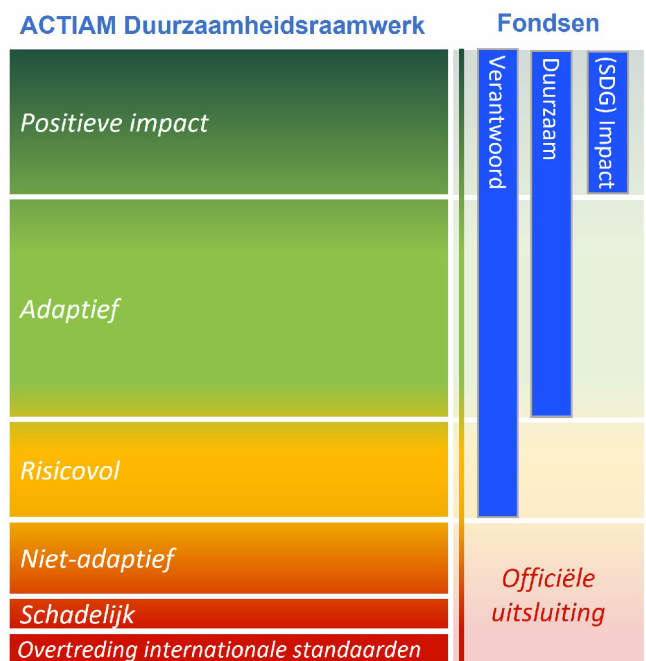 ACTIAM Duurzaamheidsraamwerk
Fondsen
Positieve impact
Adaptief
Risicovol
Niet-adaptief
Schadelijk
Overtreding internationale standaarden
Verantwoord
Duurzaam
(SDG) Impact
Officiële
uitsluiting